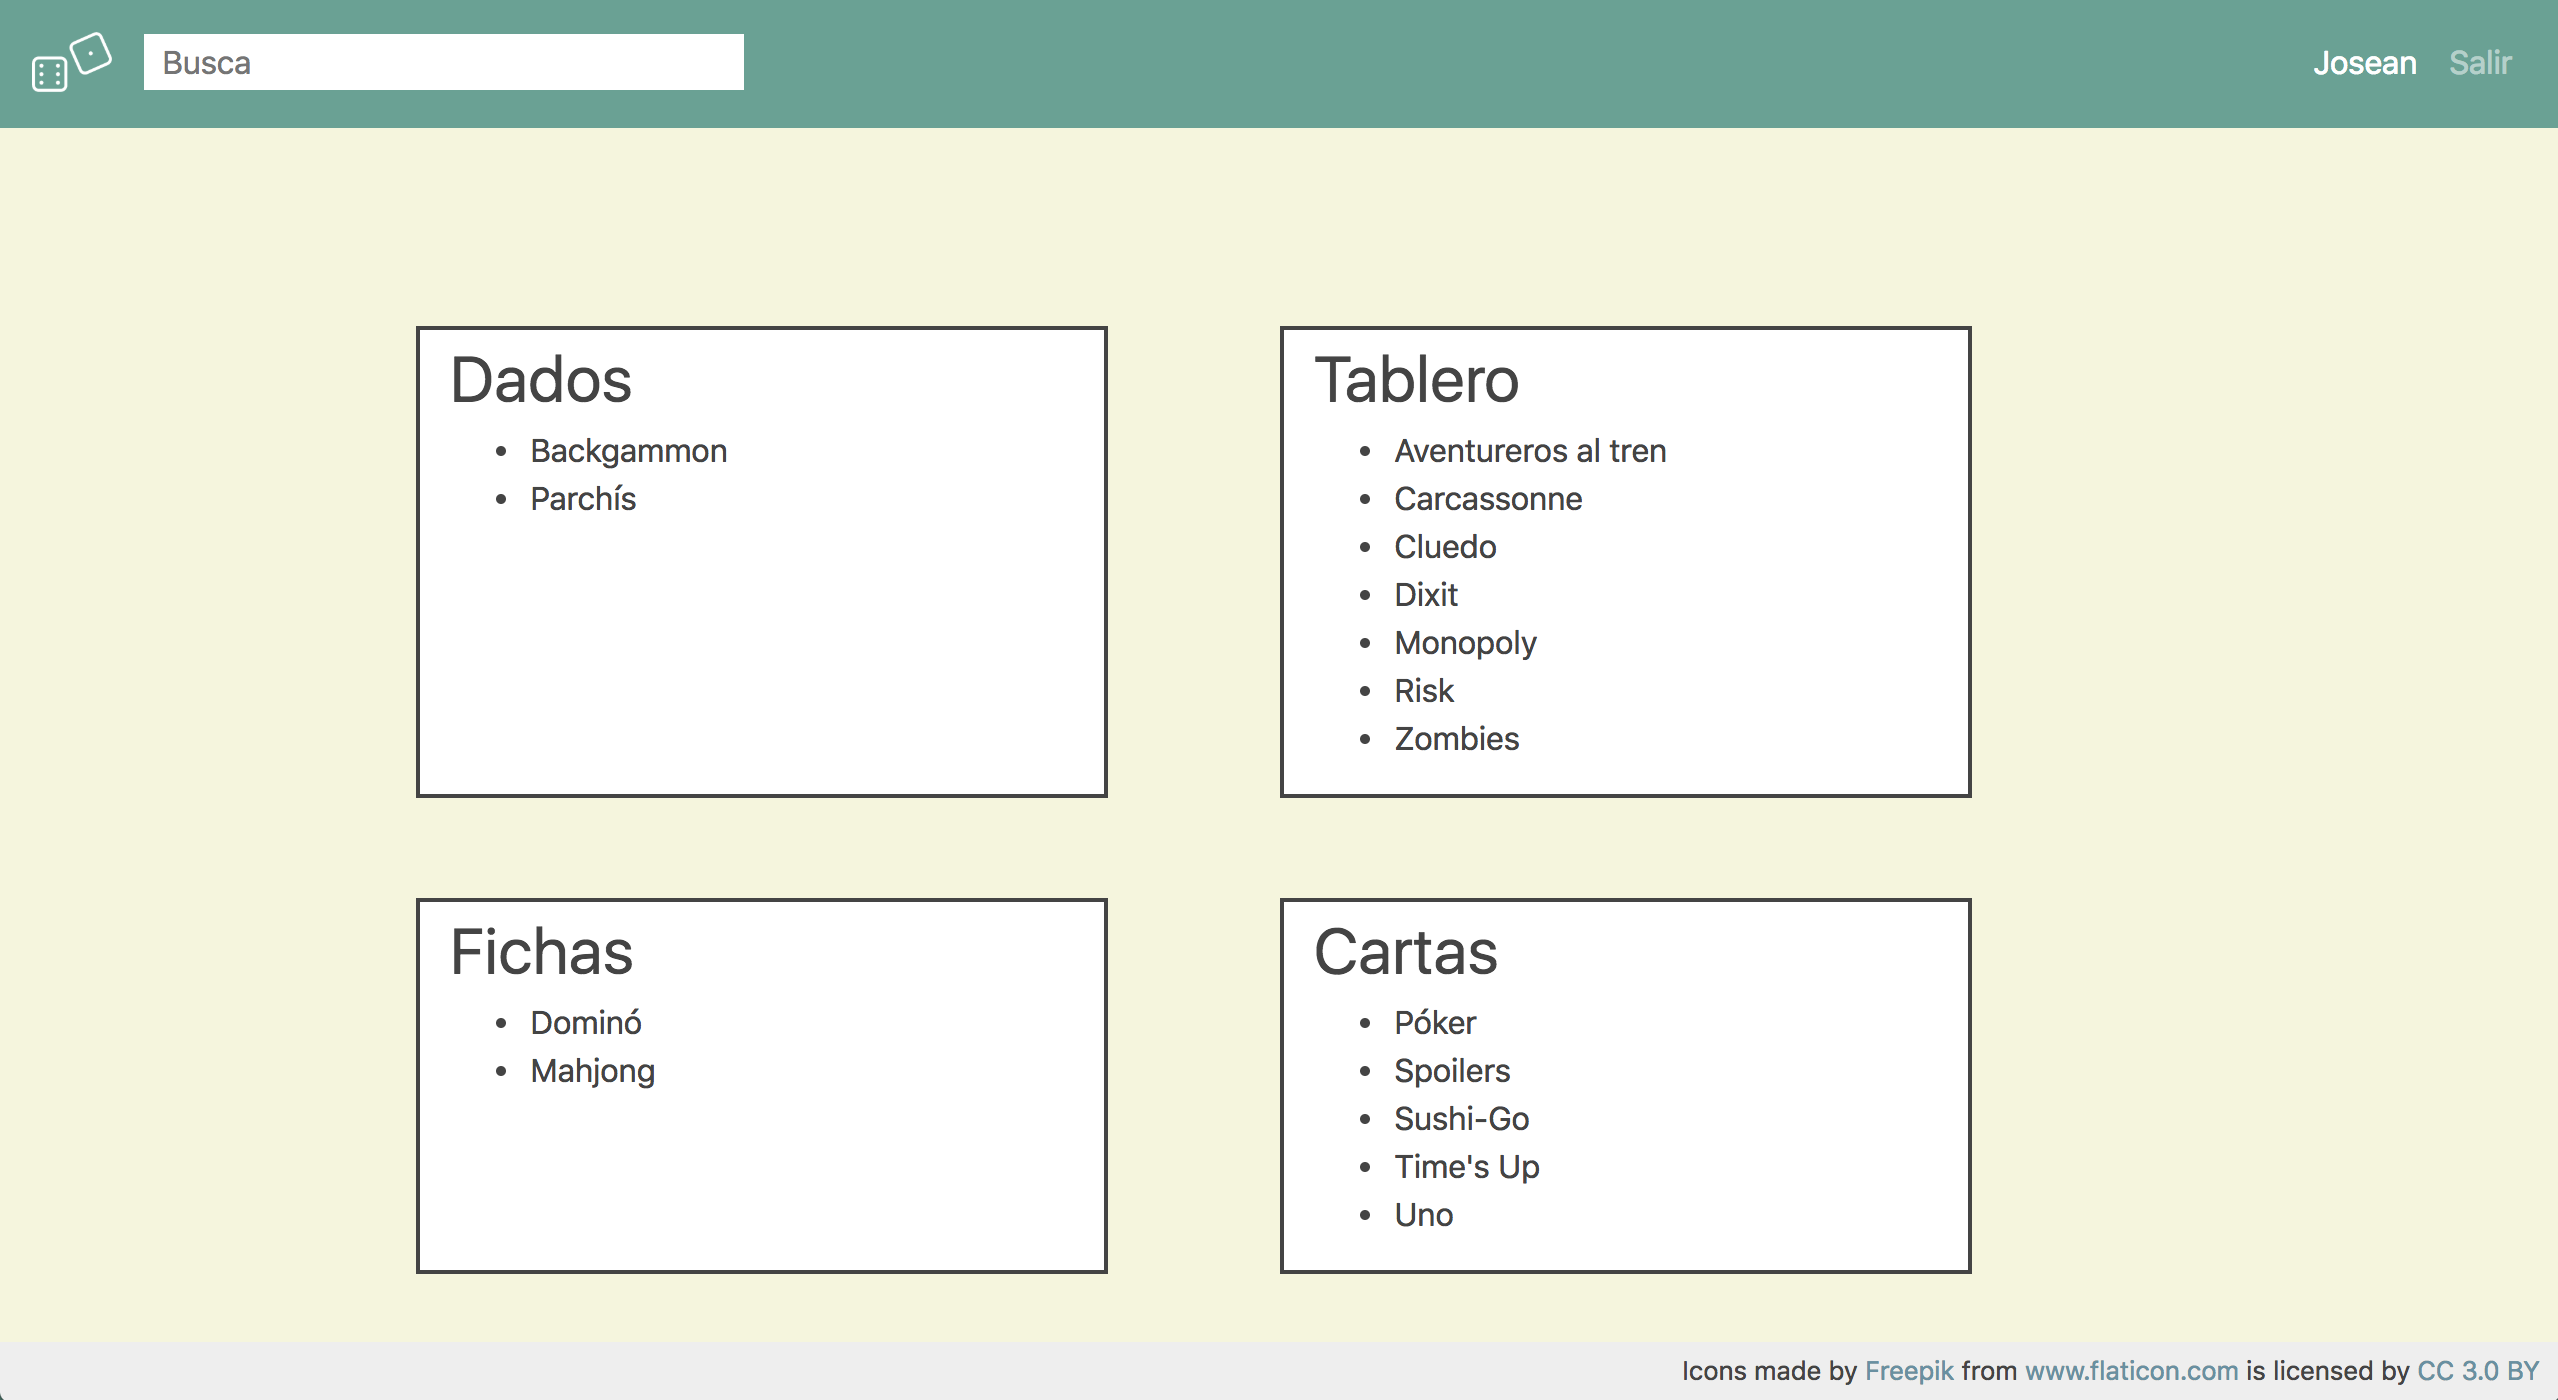 Busca
Josean Salir
Dados
Backgammon
Parchís
Tablero
Aventureros al tren
Carcassonne
Cluedo
Dixit
Monopoly
Risk
Zombies
Fichas
Dominó
Mahjong
Cartas
Póker
Spoilers
Sushi-Go
Time's Up
Uno
Icons made by Freepik from www.flaticon.com is licensed by CC 3.0 BY